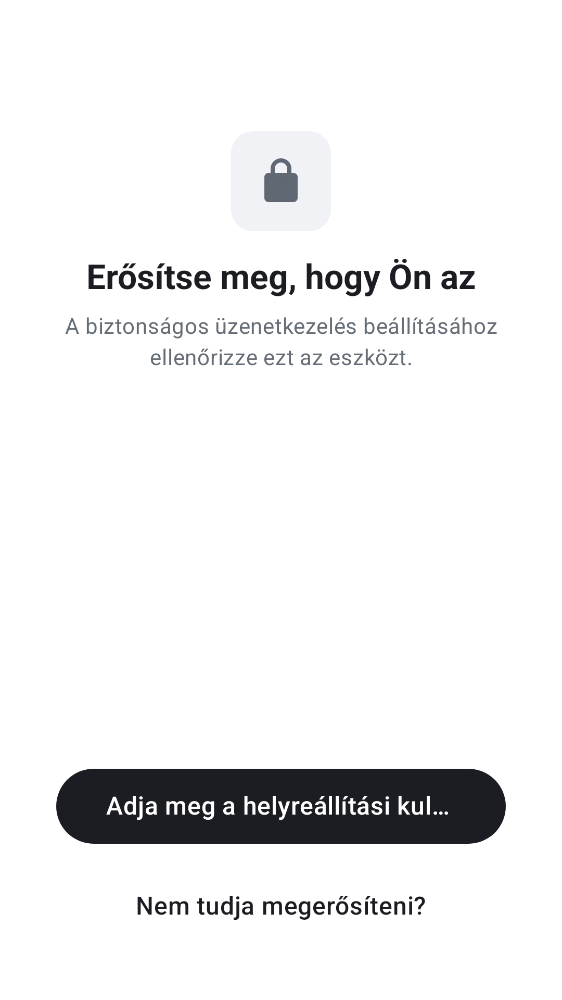 Erősítse meg, hogy Ön az
A biztonságos üzenetkezelés beállításához
ellenőrizze ezt az eszközt.
Adja meg a helyreállítási kul…
Nem tudja megerősíteni?